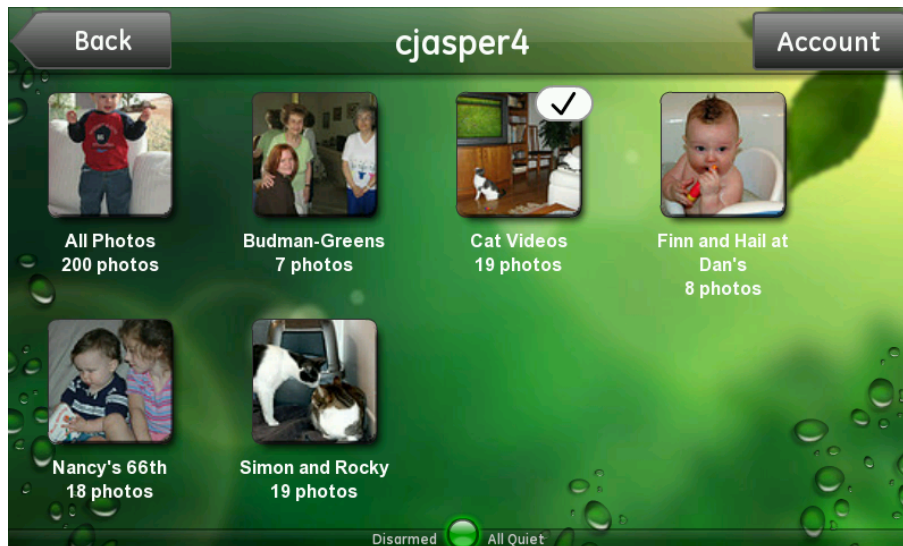 Back
cjasper4
Account
All Photos
200 photos
Budman-Greens
7 photos
Cat Videos
19 photos
Finn and Hail at
Dan's
8 photos
Nancy's 66th
18 photos
Simon and Rocky
19 photos
Disarmed
All Quiet